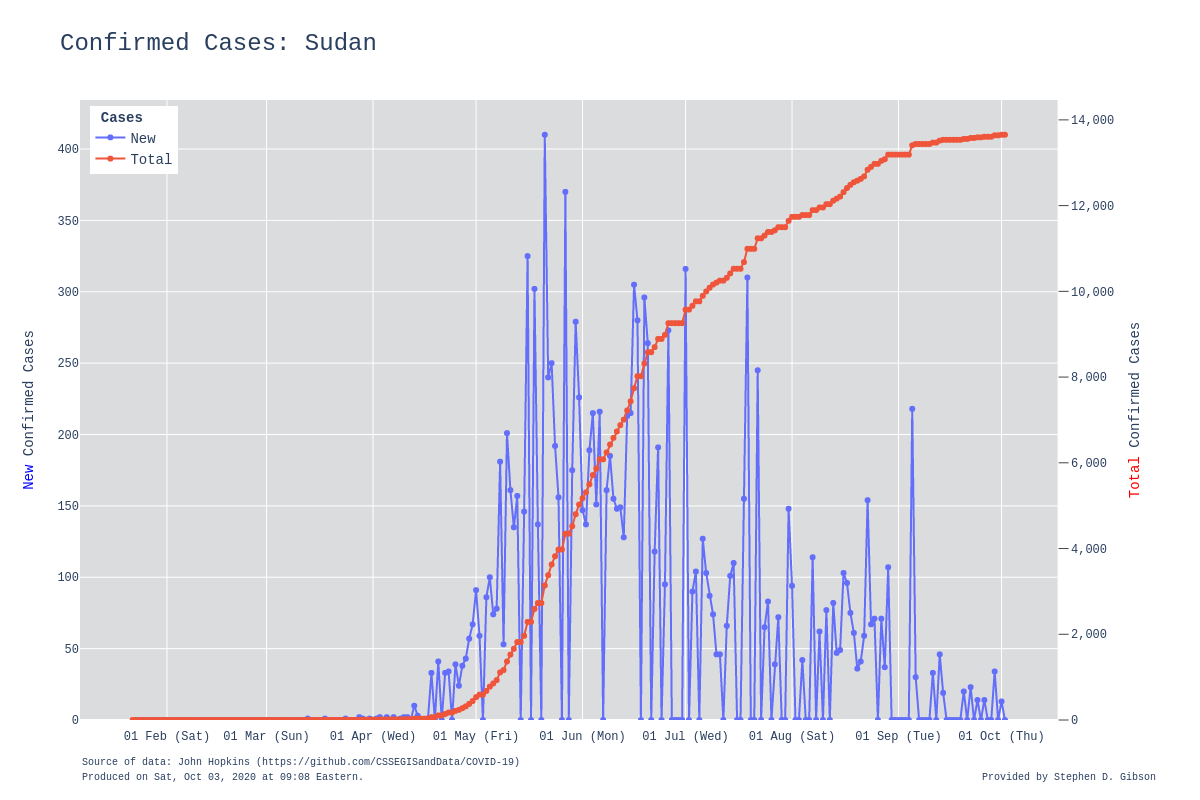 Confirmed Cases: Sudan
Cases
New
Total
400
350
300
250
200
150
100
50
0
New Confirmed Cases
14,000
12,000
10,000
8,000
6,000
4,000
2,000
0
Total Confirmed Cases
01 Feb (Sat) 01 Mar (Sun) 01 Apr (Wed) 01 May (Fri) 01 Jun (Mon) 01 Jul (Wed) 01 Aug (Sat) 01 Sep (Tue) 01 Oct (Thu)
Source of data: John Hopkins (https://github.com/CSSEGISandData/COVID-19)
Produced on Sat, Oct 03, 2020 at 09:08 Eastern.
Provided by Stephen D. Gibson